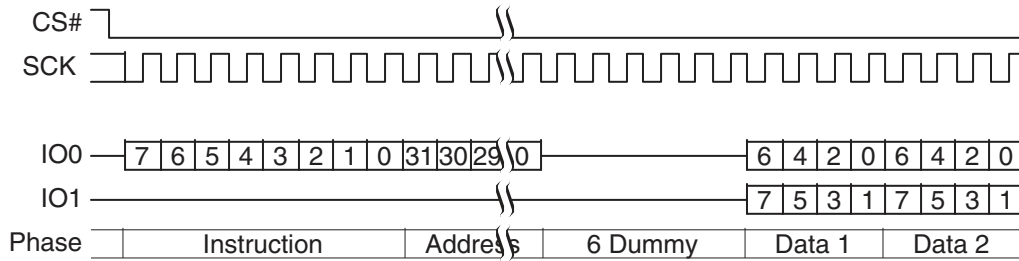 CS#
SCK
IO0 7 6 5 4 3 2 1 0 31 30 29 0 6 4 2 0 6 4 2 0
IO1 7 5 3 1 7 5 3 1
Phase Instruction Address 6 Dummy Data 1 Data 2